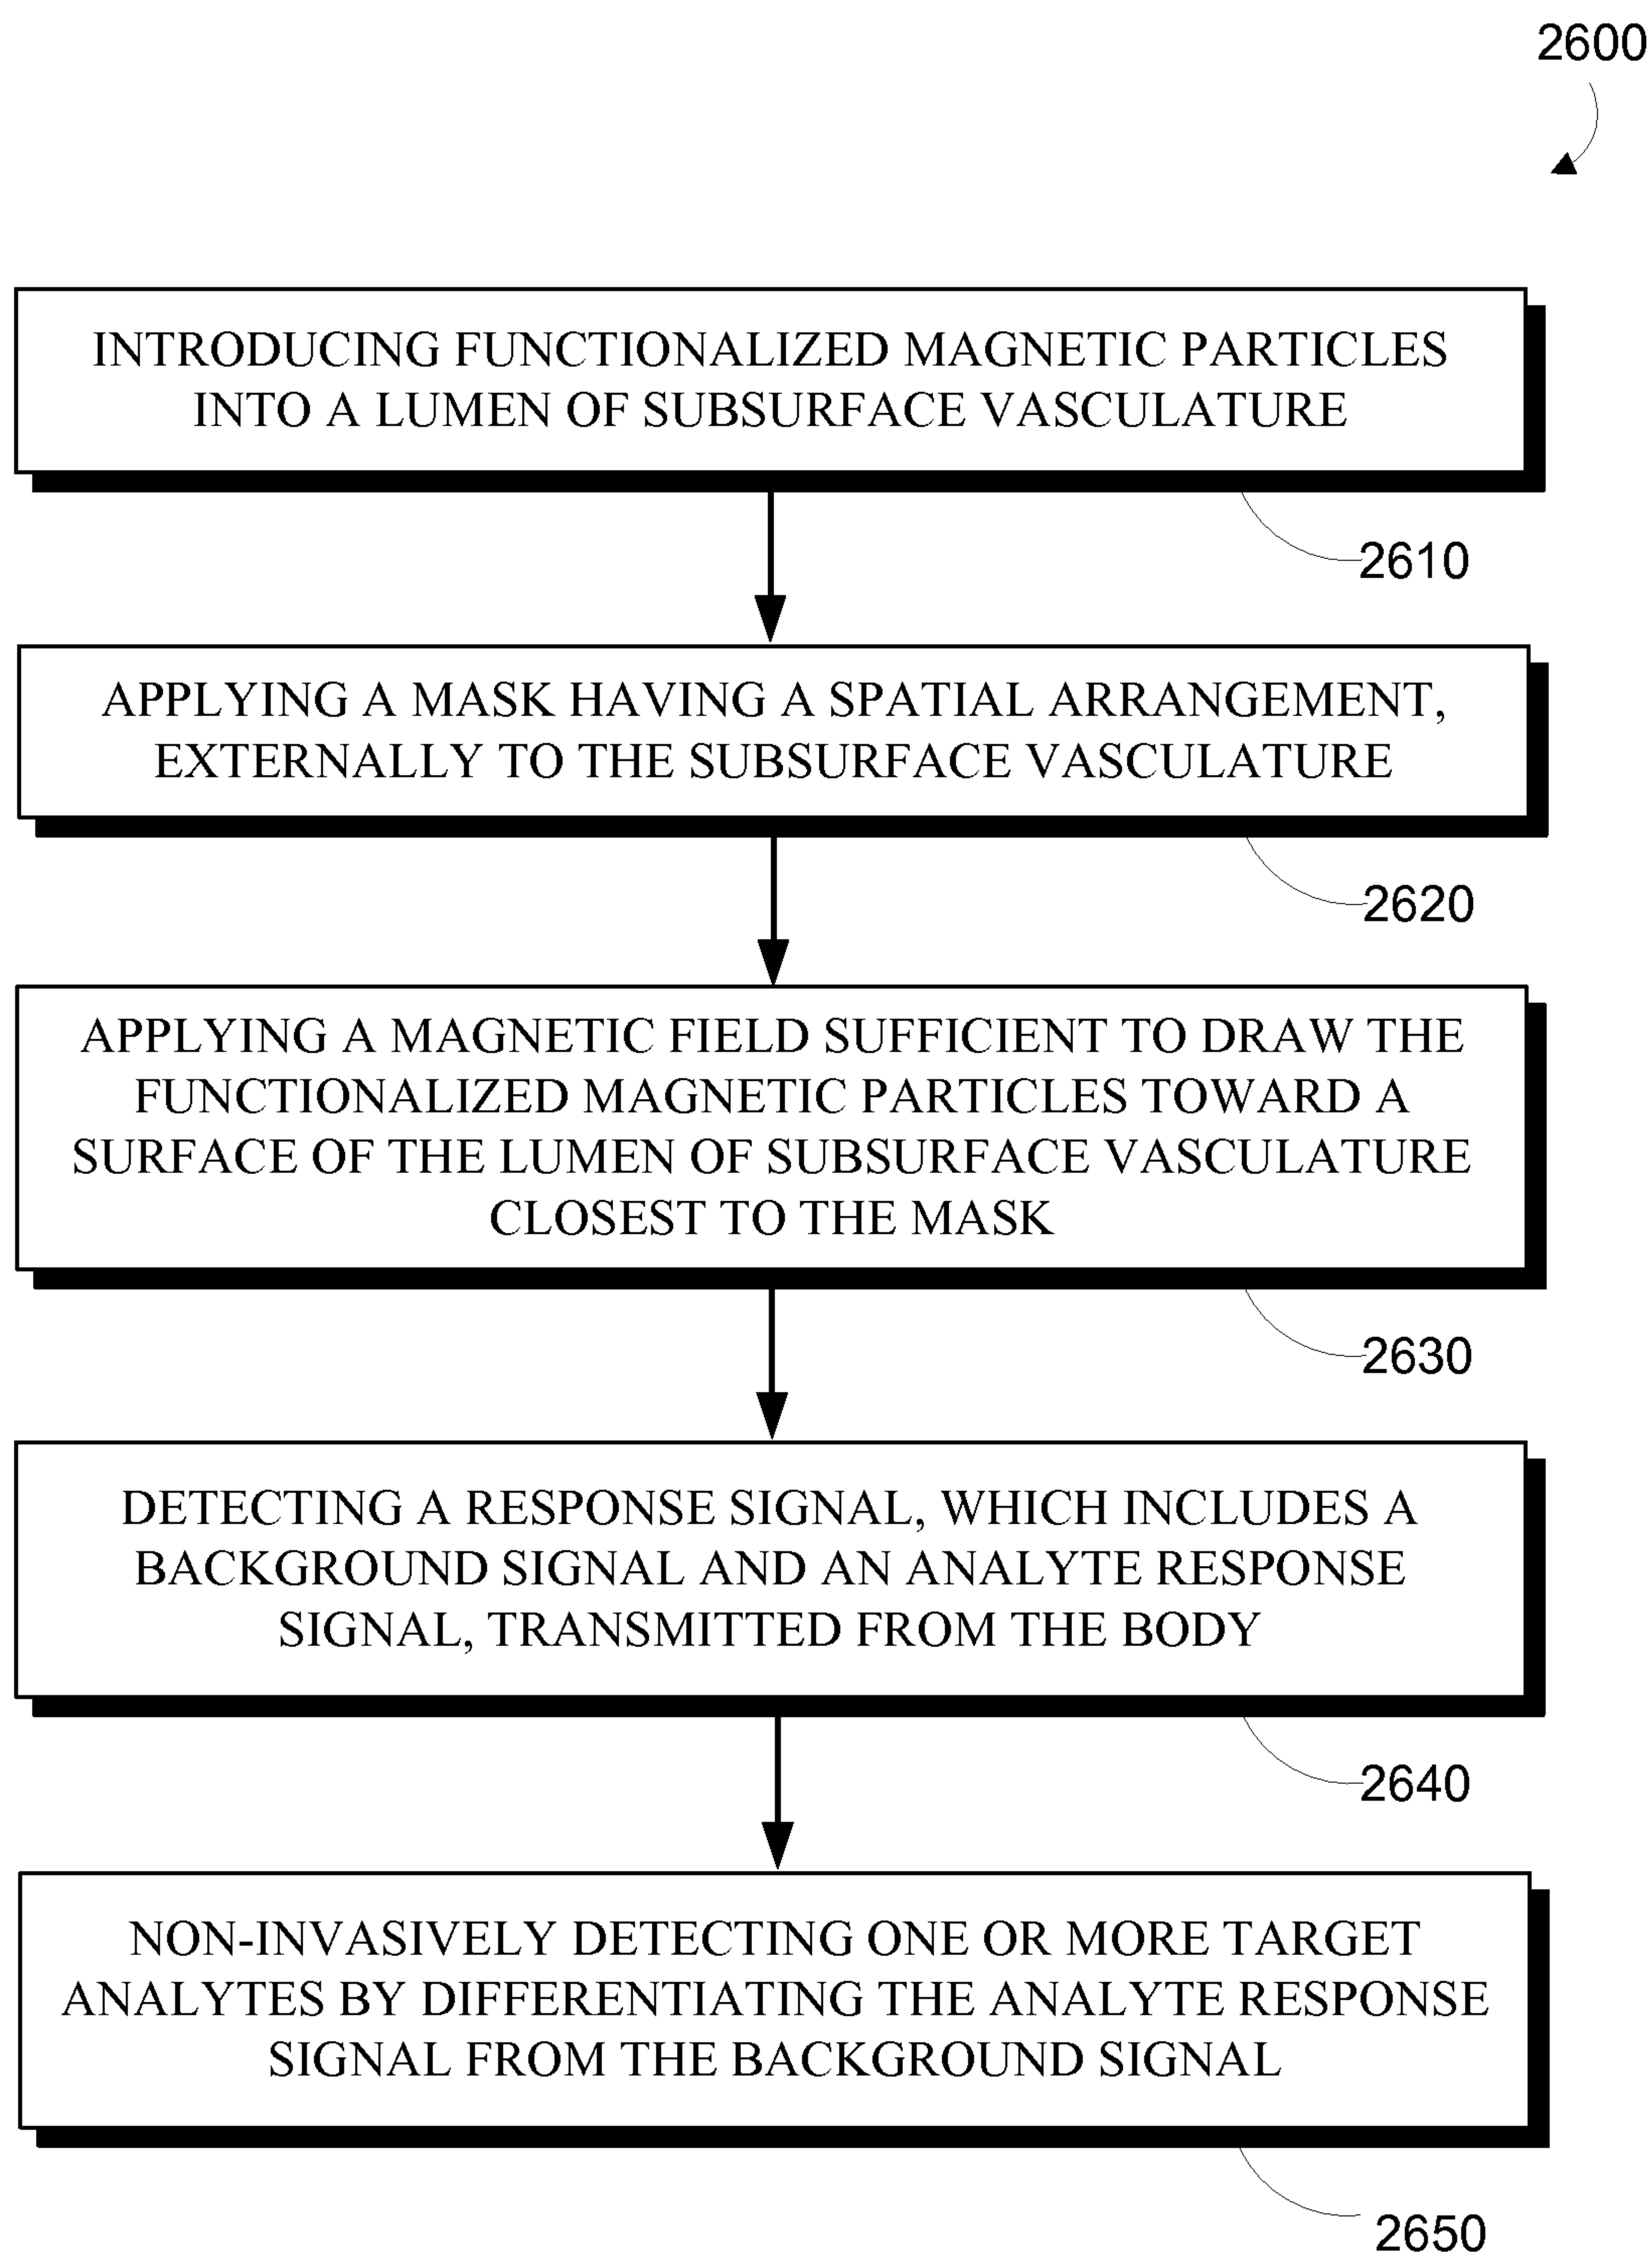 2600
INTRODUCING FUNCTIONALIZED MAGNETIC PARTICLES
INTO A LUMEN OF SUBSURFACE VASCULATURE
2610
APPLYING A MASK HAVING A SPATIAL ARRANGEMENT,
EXTERNALLY TO THE SUBSURFACE VASCULATURE
2620
APPLYING A MAGNETIC FIELD SUFFICIENT TO DRAW THE
FUNCTIONALIZED MAGNETIC PARTICLES TOWARD A
SURFACE OF THE LUMEN OF SUBSURFACE VASCULATURE
CLOSEST TO THE MASK
2630
DETECTING A RESPONSE SIGNAL, WHICH INCLUDES A
BACKGROUND SIGNAL AND AN ANALYTE RESPONSE
SIGNAL, TRANSMITTED FROM THE BODY
2640
NON-INVASIVELY DETECTING ONE OR MORE TARGET
ANALYTES BY DIFFERENTIATING THE ANALYTE RESPONSE
SIGNAL FROM THE BACKGROUND SIGNAL
2650